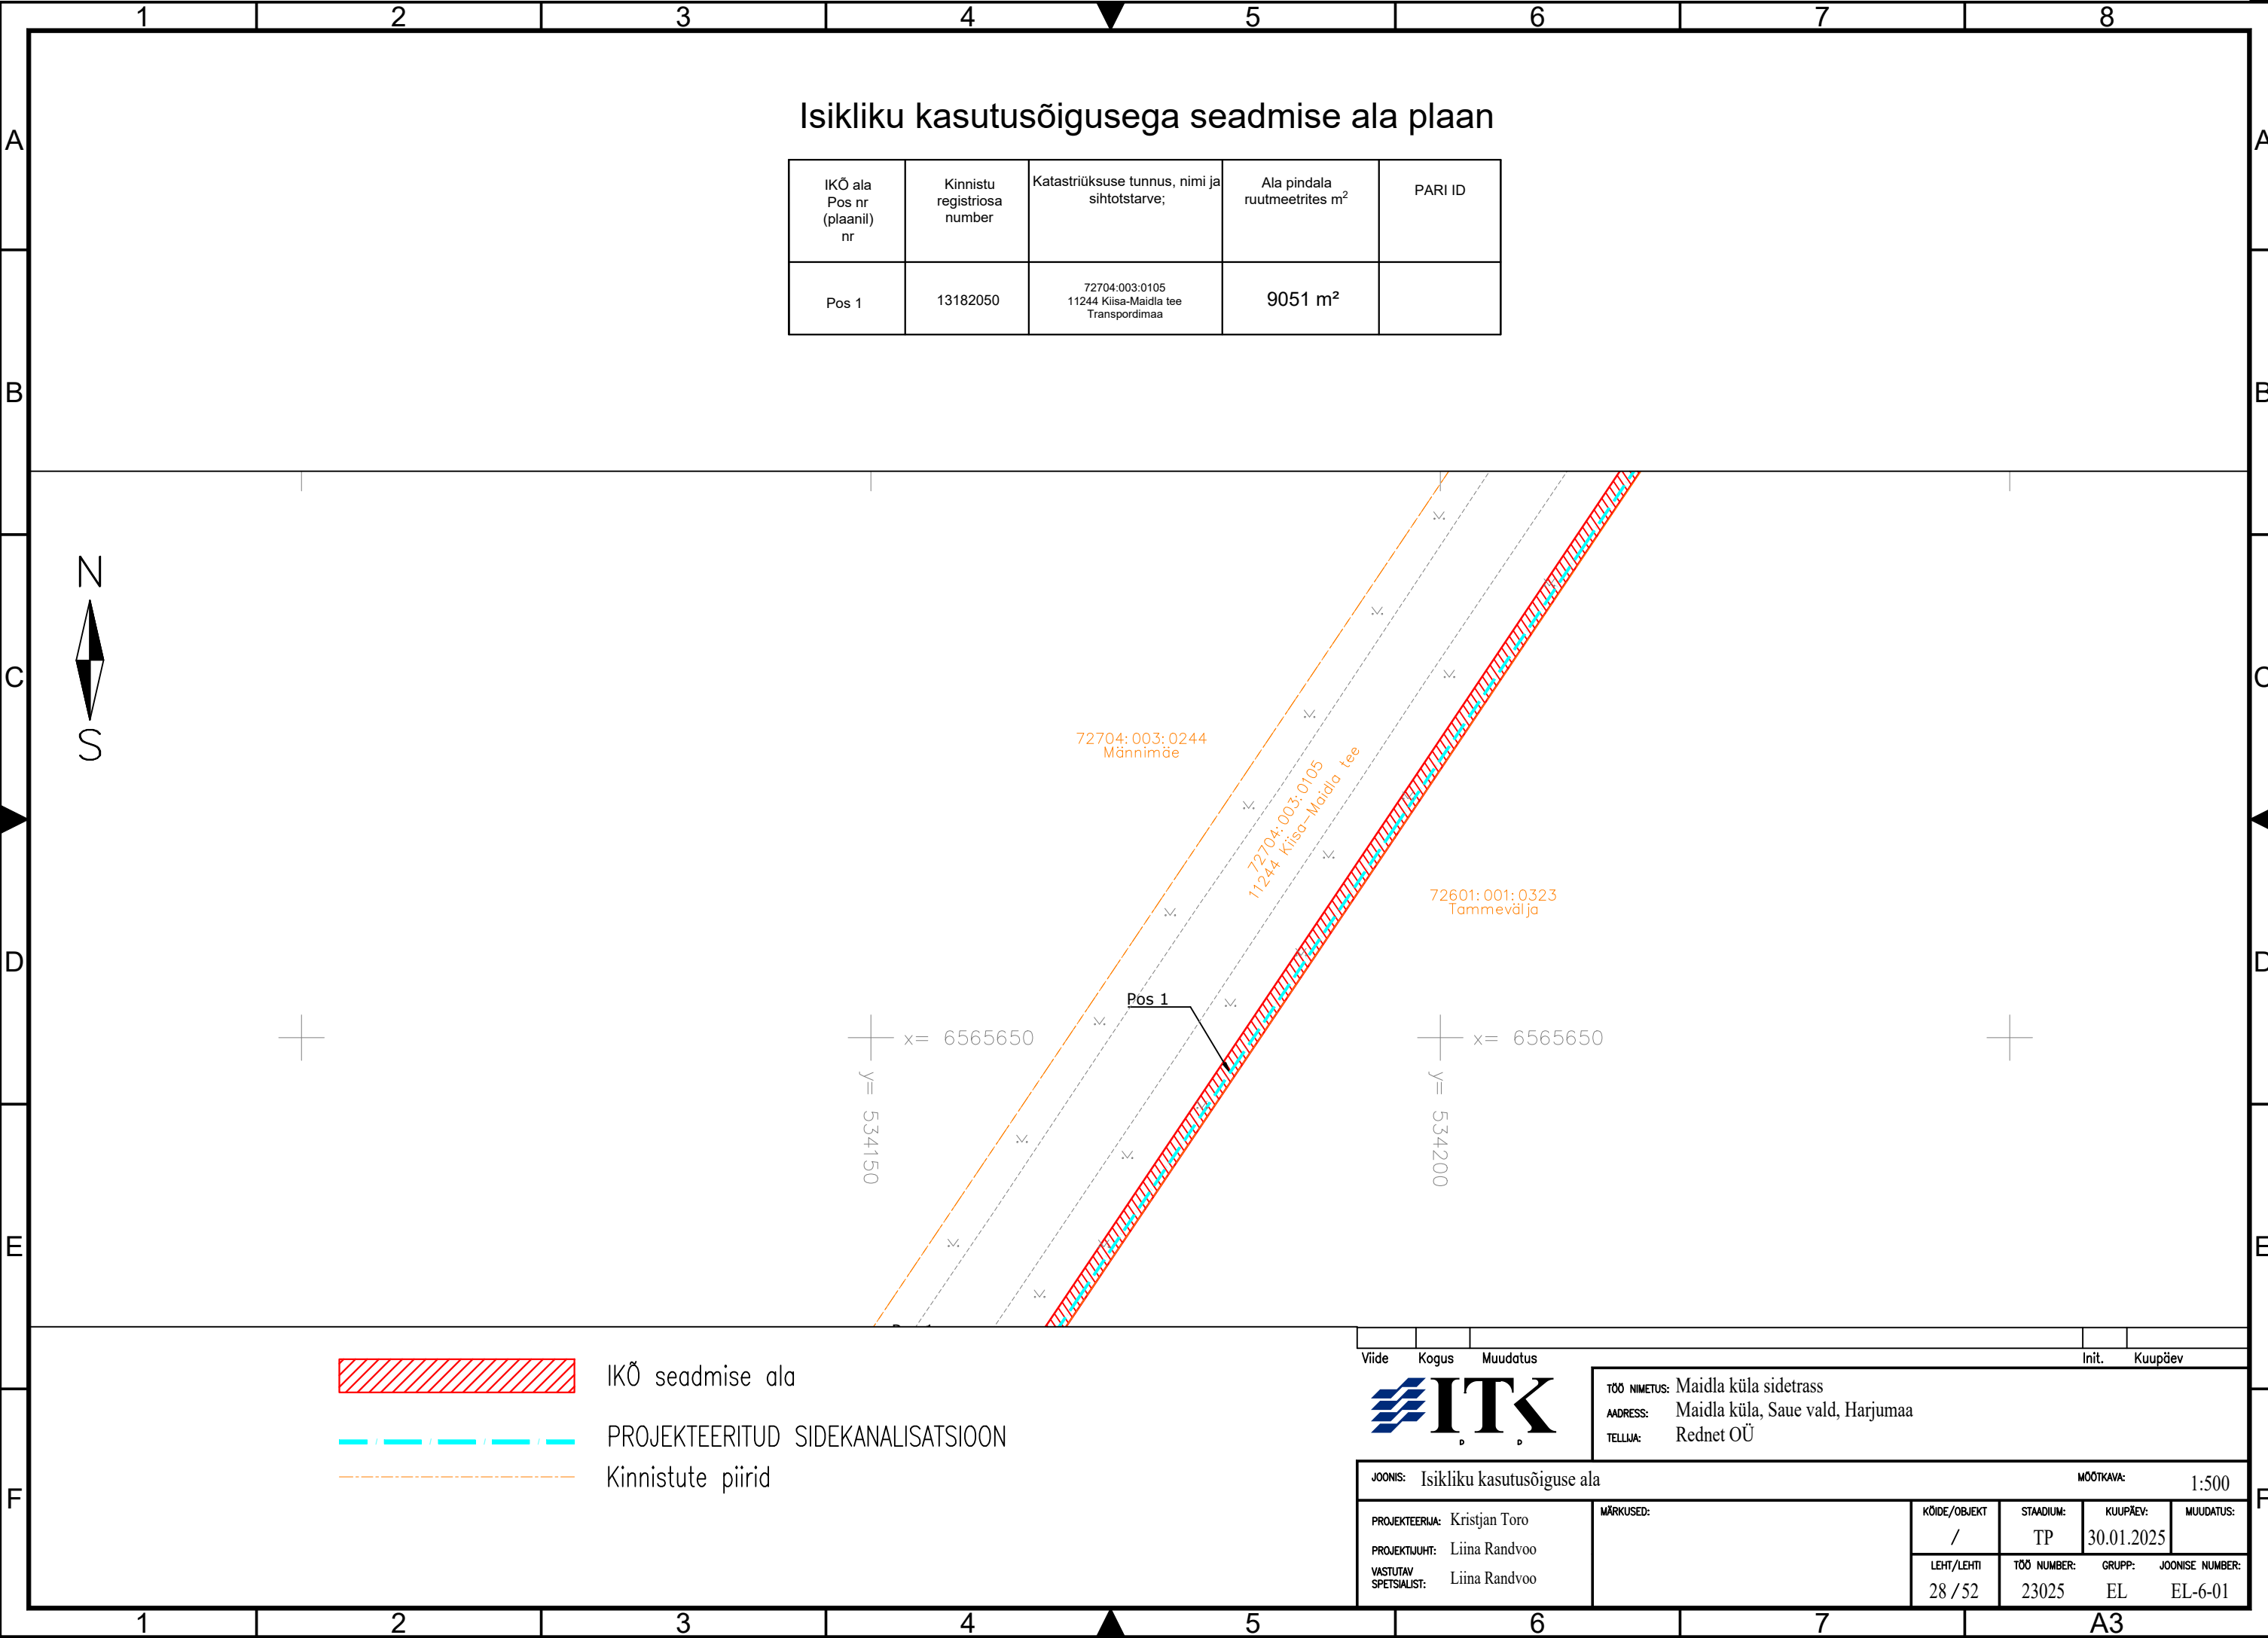 1 2 3 4 5 6 7 8
A A
B B
C C
D D
E E
F F
Isikliku kasutusõigusega seadmise ala plaan
IKÕ ala
Pos nr
(plaanil)
nr
Kinnistu
registriosa
number
Katastriüksuse tunnus, nimi ja
sihtotstarve;
Ala pindala
ruutmeetrites m²
PARI ID
Pos 1
13182050
72704:003:0105
11244 Kiisa-Maidla tee
Transpordimaa
9051 m²
N
S
72704:003:0244
Männimäe
72704:003:0105
11244 Kiisa-Maidla tee
72601:001:0323
Tammevälja
Pos 1
x= 6565650
y= 534150
x= 6565650
y= 534200
IKÕ seadmise ala
PROJEKTEERITUD SIDEKANALISATSIOON
Kinnistute piirid
Viide Kogus Muudatus Init. Kuupäev
ITK
D D
TÖÖ NIMETUS: Maidla küla sidetrass
AADRESS: Maidla küla, Saue vald, Harjumaa
TELLIJA: Rednet OÜ
JOONIS: Isikliku kasutusõiguse ala
MÕÕTKAVA: 1:500
PROJEKTEERIJA: Kristjan Toro
PROJEKTIJUHT: Liina Randvoo
VASTUTAV
SPETSIALIST: Liina Randvoo
MÄRKUSED:
KÖIDE/OBJEKT STAADIUM: KUUPÄEV: MUUDATUS:
/ TP 30.01.2025
LEHT/LEHTI TÖÖ NUMBER: GRUPP: JOONISE NUMBER:
28 / 52 23025 EL EL-6-01
1 2 3 4 5 6 7 A3